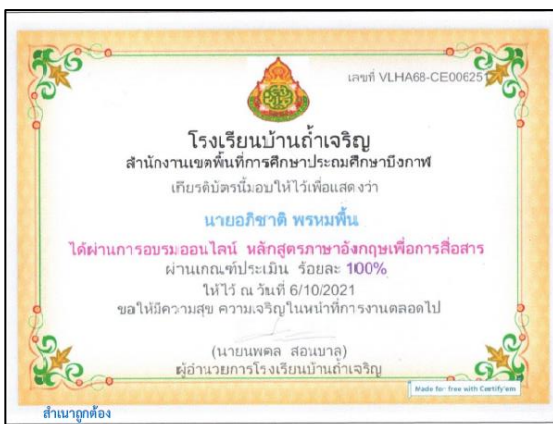 เลขที่ VLHA68-CE006251
โรงเรียนบ้านถ้ำเจริญ
สำนักงานเขตพื้นที่การศึกษาประถมศึกษาบึงกาฬ
เกียรติบัตรนี้มอบให้ไว้เพื่อแสดงว่า
นายอภิชาติ พรหมพื้น
ได้ผ่านการอบรมออนไลน์ หลักสูตรภาษาอังกฤษเพื่อการสื่อสาร
ผ่านเกณฑ์ประเมิน ร้อยละ 100%
ให้ไว้ ณ วันที่ 6/10/2021
ขอให้มีความสุข ความเจริญในหน้าที่การงานตลอดไป
(นายนพดล สอนบาล)
ผู้อำนวยการโรงเรียนบ้านถ้ำเจริญ
Made for free with Certify'em
สำเนาถูกต้อง